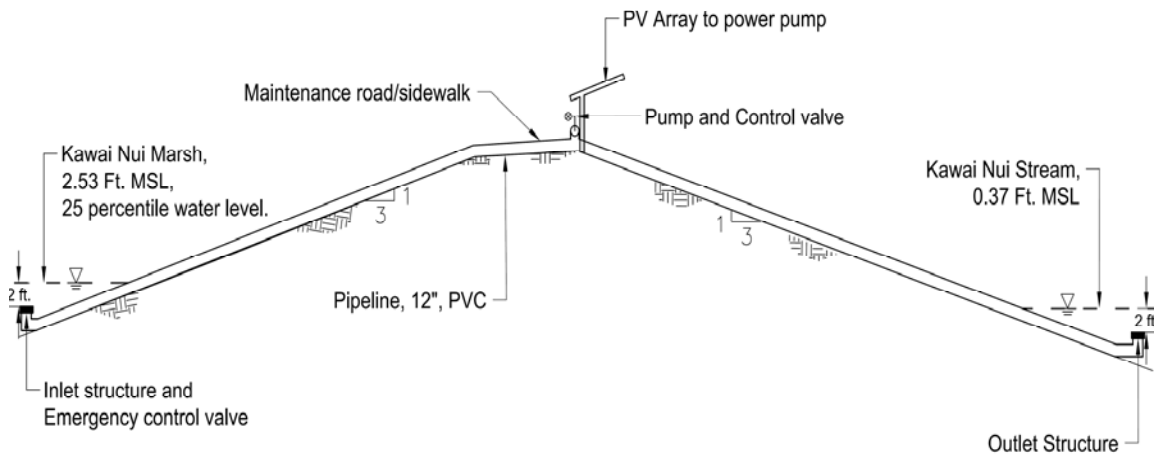 PV Array to power pump
Maintenance road/sidewalk
Pump and Control valve
Kawai Nui Marsh,
2.53 Ft. MSL,
25 percentile water level.
Kawai Nui Stream,
0.37 Ft. MSL
1
3
1
3
2 ft.
Pipeline, 12", PVC
2 ft
Inlet structure and
Emergency control valve
Outlet Structure